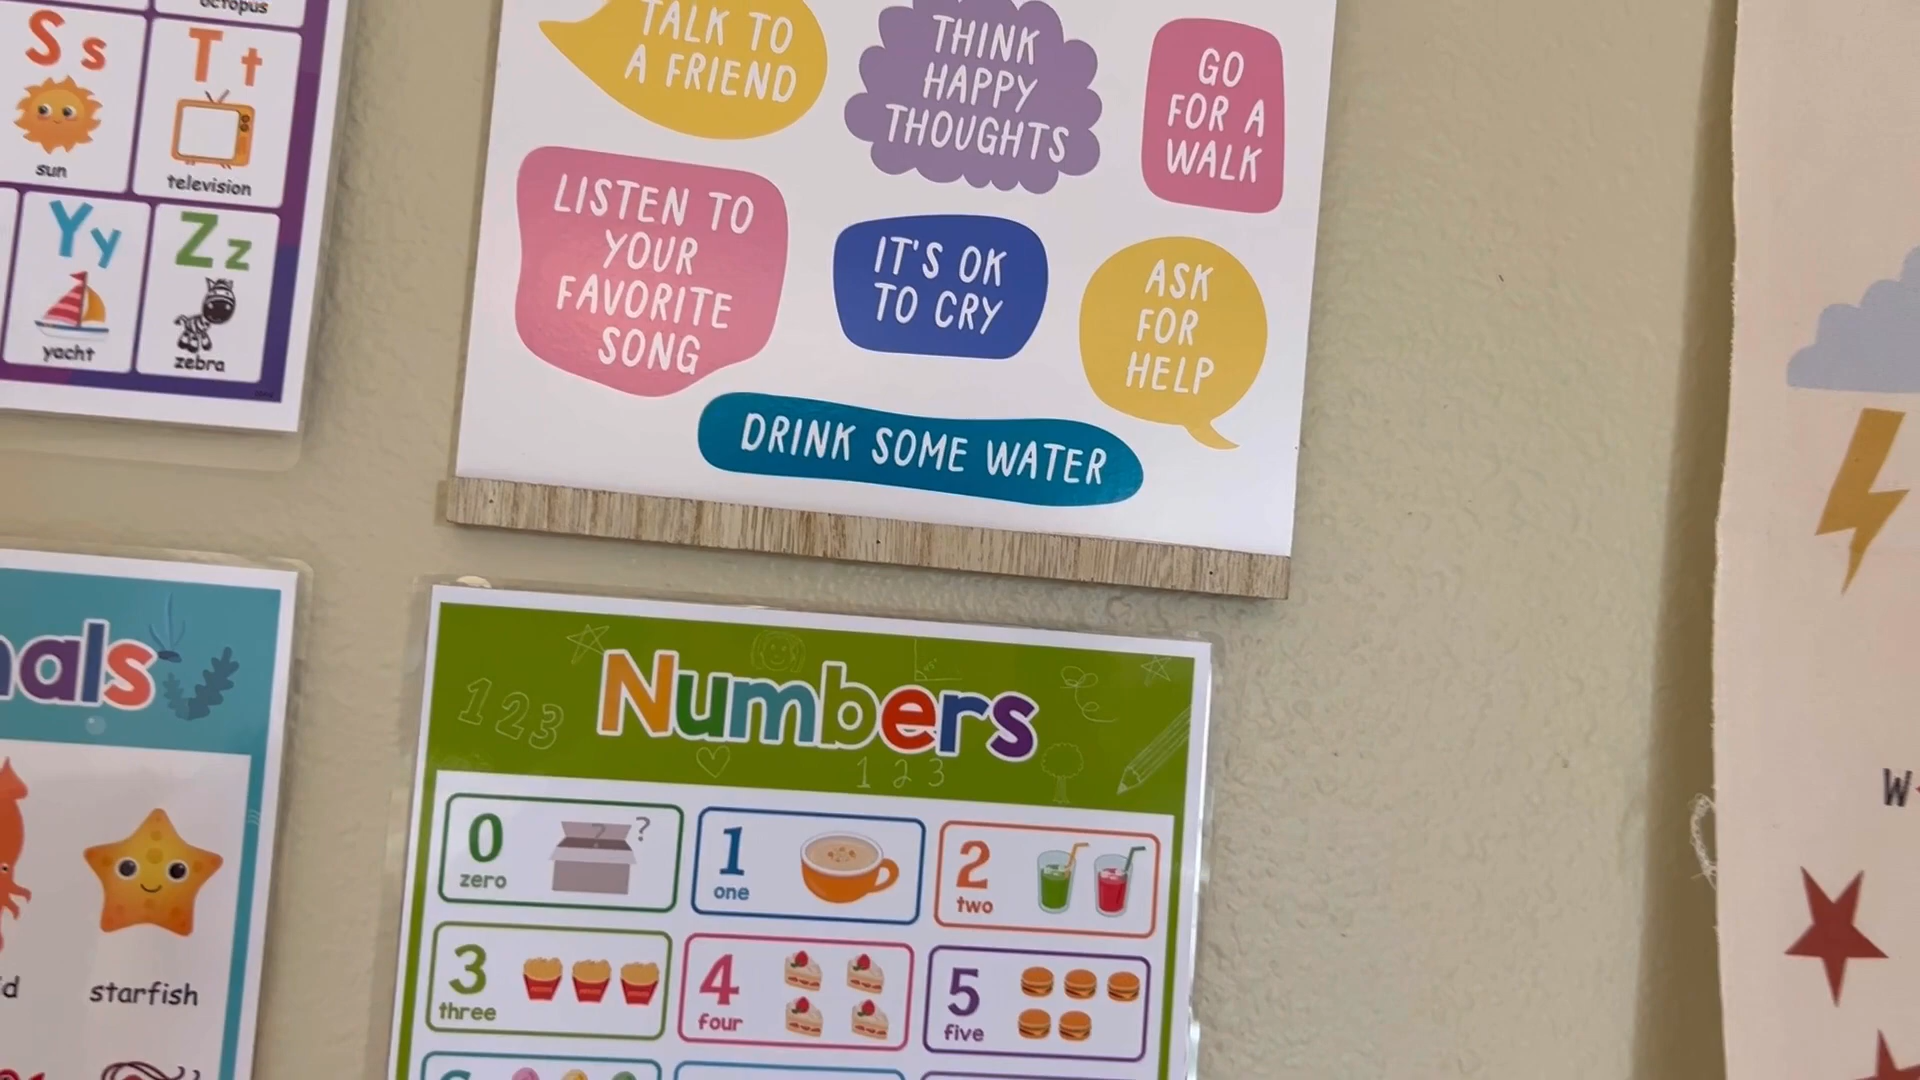 octopus
Ss
sun
Tt
television
Yy
yacht
Zz
zebra
TALK TO
A FRIEND
THINK
HAPPY
THOUGHTS
GO
FOR A
WALK
LISTEN TO
YOUR
FAVORITE
SONG
IT'S OK
TO CRY
ASK
FOR
HELP
DRINK SOME WATER
starfish
Numbers
123
123
0
zero
? ?
1
one
2
two
3
three
4
four
5
five
W